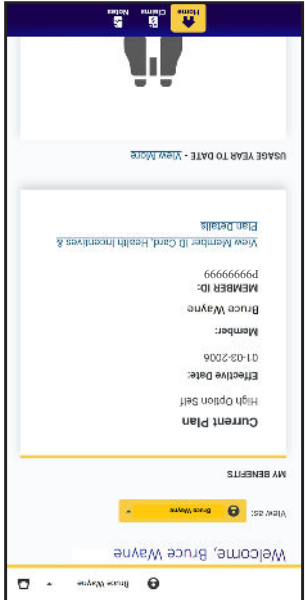 Bruce Wayne
Welcome, Bruce Wayne
View as: Bruce Wayne
MY BENEFITS
Current Plan
High Option Self
Effective Date:
01-03-2006
Member:
Bruce Wayne
MEMBER ID:
P99999999
View Member ID Card, Health Incentives &
Plan Details
USAGE YEAR TO DATE - View More
Home Claims Notes